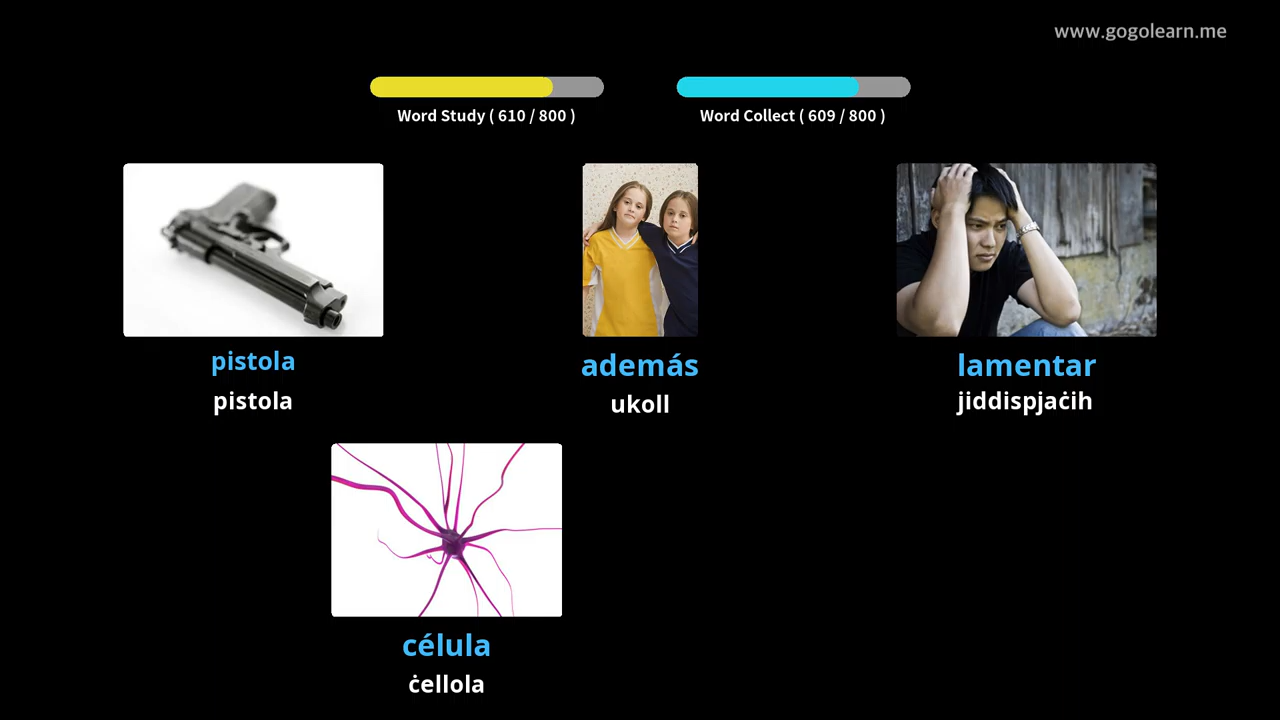 www.gogolearn.me
Word Study ( 610 / 800 )
Word Collect ( 609 / 800 )
pistola
pistola
además
ukoll
lamentar
jiddispjaċih
célula
ċellola